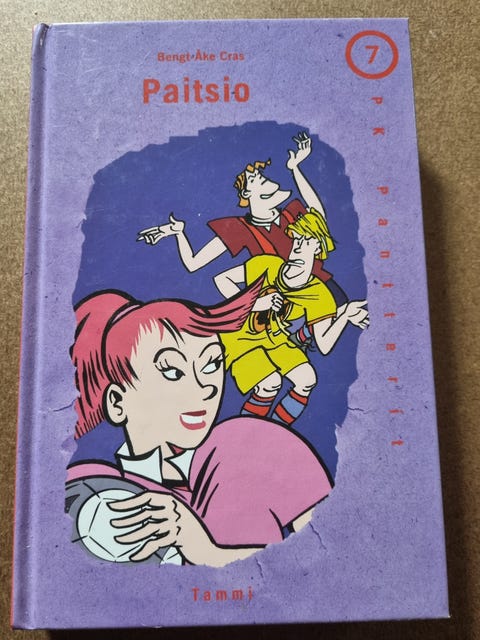 Bengt-Åke Cras
Paitsio
7
PK pantterit
Tammi